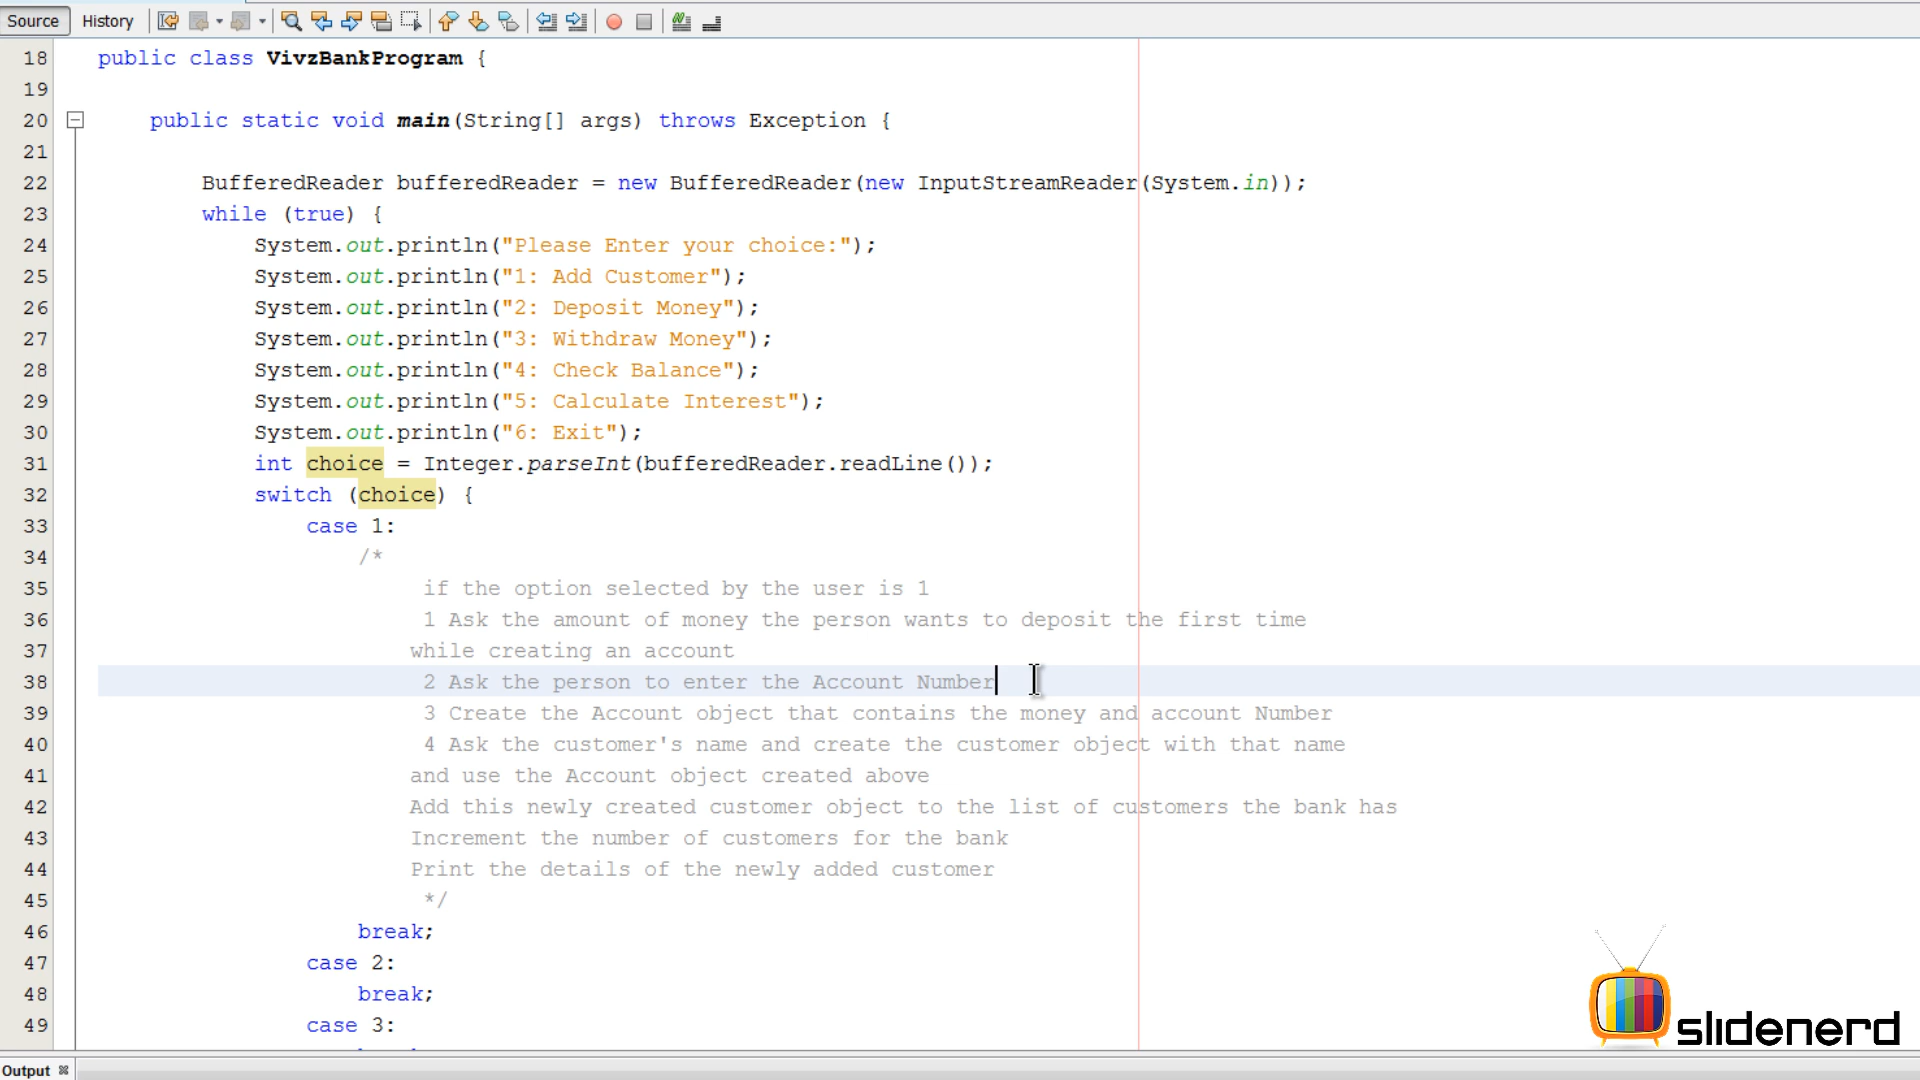 Source History
18 public class VivzBankProgram {
19
20 public static void main(String[] args) throws Exception {
21
22 BufferedReader bufferedReader = new BufferedReader(new InputStreamReader(System.in));
23 while (true) {
24 System.out.println("Please Enter your choice:");
25 System.out.println("1: Add Customer");
26 System.out.println("2: Deposit Money");
27 System.out.println("3: Withdraw Money");
28 System.out.println("4: Check Balance");
29 System.out.println("5: Calculate Interest");
30 System.out.println("6: Exit");
31 int choice = Integer.parseInt(bufferedReader.readLine());
32 switch (choice) {
33 case 1:
34 /*
35 if the option selected by the user is 1
36 1 Ask the amount of money the person wants to deposit the first time
37 while creating an account
38 2 Ask the person to enter the Account Number
39 3 Create the Account object that contains the money and account Number
40 4 Ask the customer's name and create the customer object with that name
41 and use the Account object created above
42 Add this newly created customer object to the list of customers the bank has
43 Increment the number of customers for the bank
44 Print the details of the newly added customer
45 */
46 break;
47 case 2:
48 break;
49 case 3:
slidenerd
Output